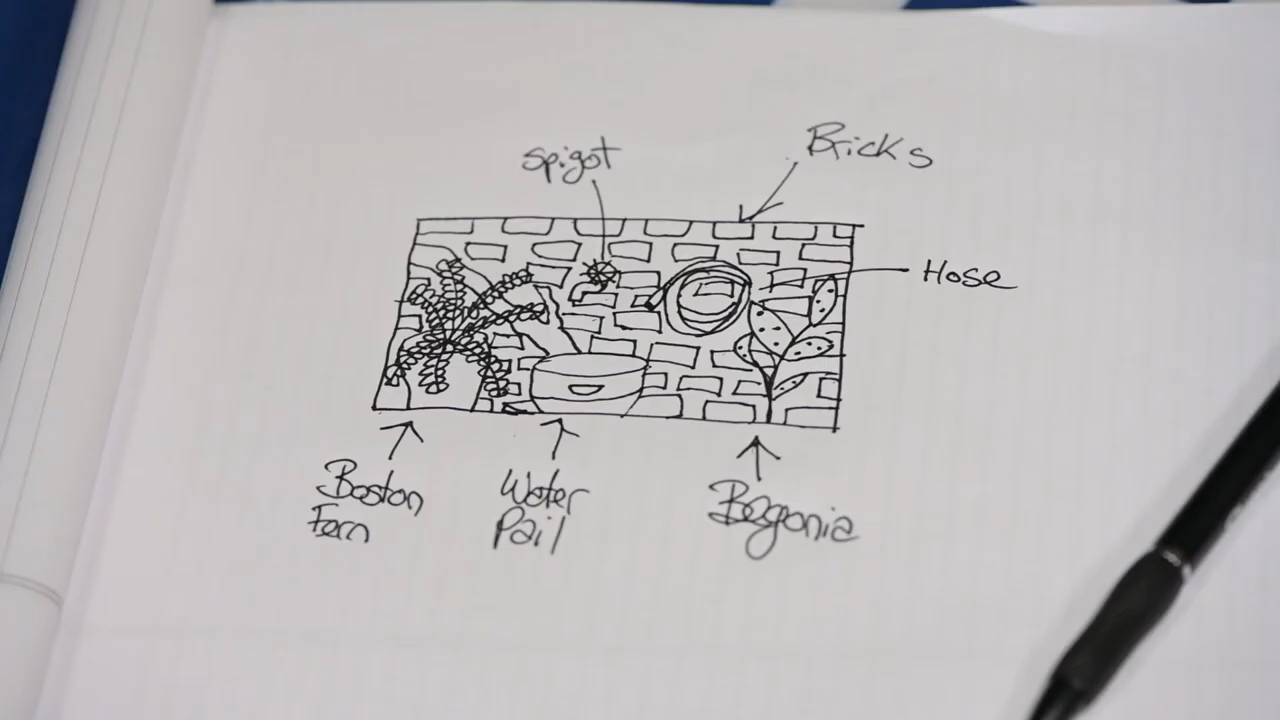 spigot
Bricks
Hose
Boston
Fern
Water
Pail
Begonia